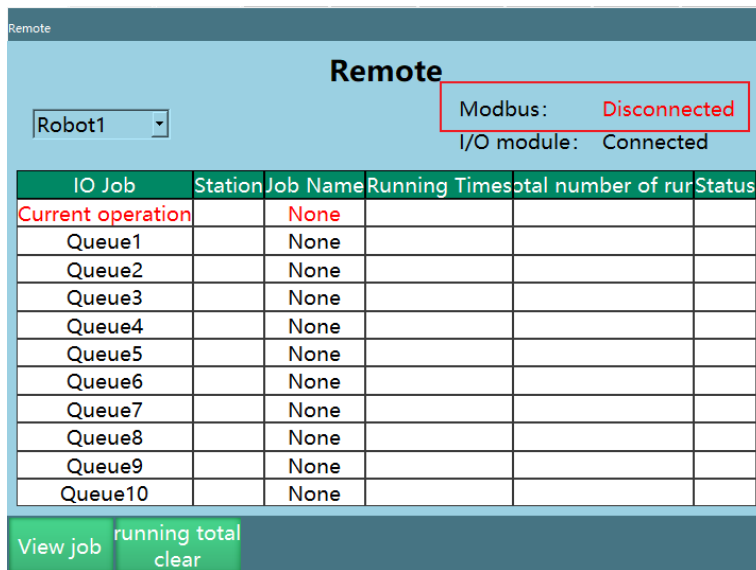 Remote
Remote
Modbus: Disconnected
Robot1
I/O module: Connected
IO Job Station Job Name Running Times otal number of rur Status
Current operation None
Queue1 None
Queue2 None
Queue3 None
Queue4 None
Queue5 None
Queue6 None
Queue7 None
Queue8 None
Queue9 None
Queue10 None
View job running total
clear